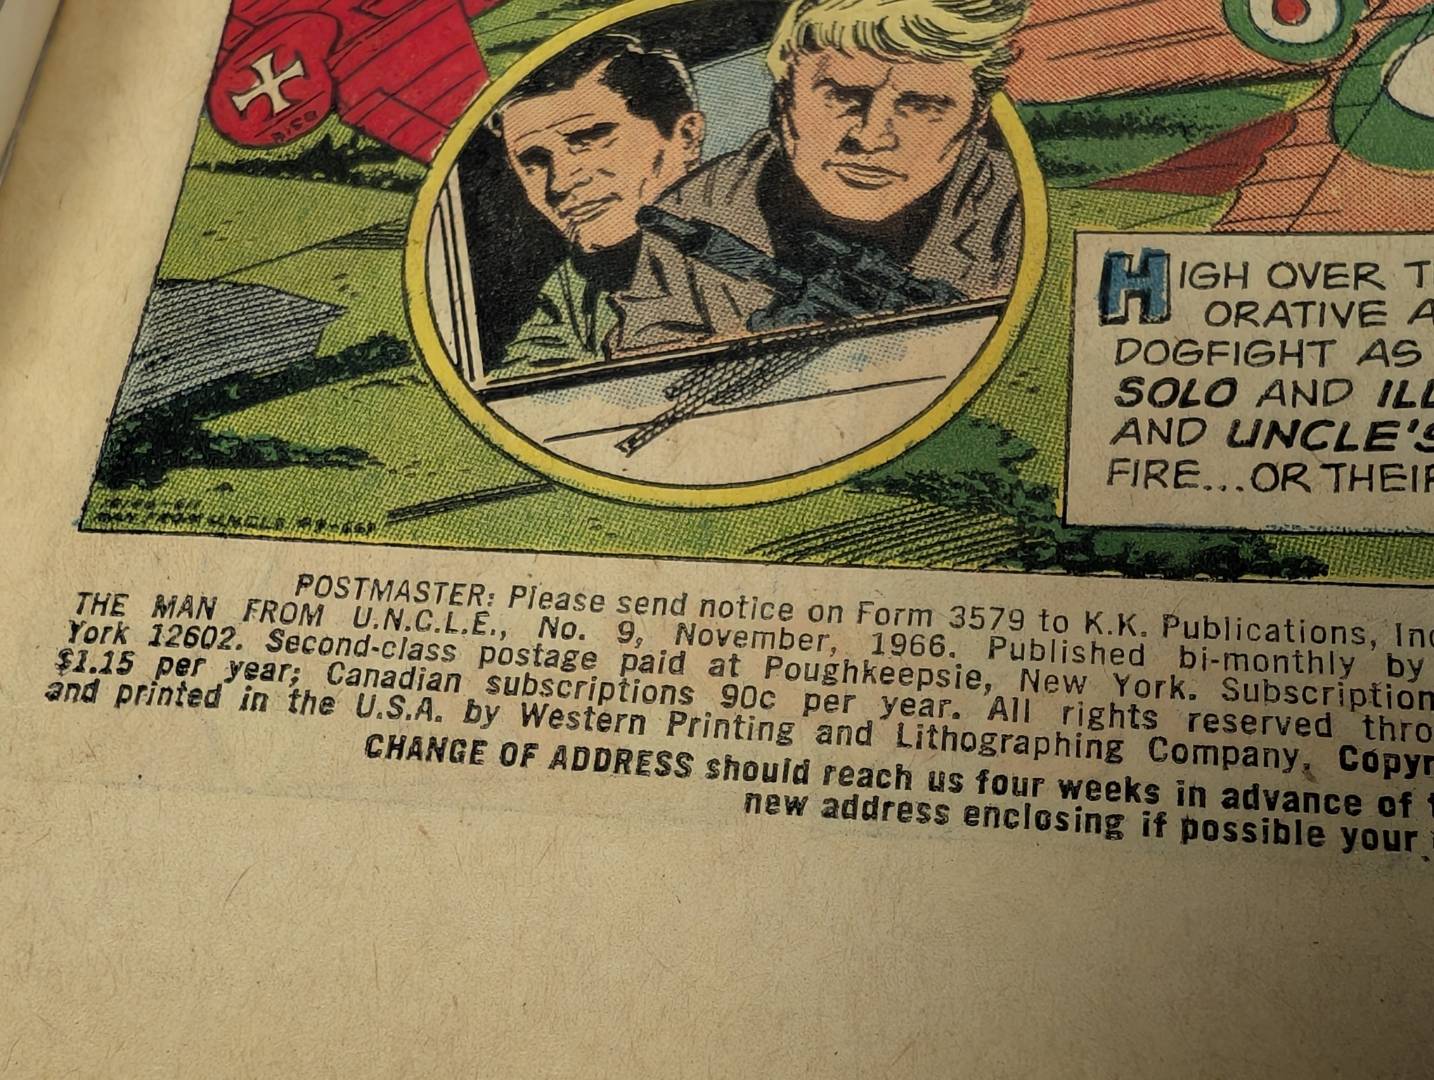 HIGH OVER T
ORATIVE A
DOGFIGHT AS
SOLO AND ILL
AND UNCLE'S
FIRE...OR THEIR
POSTMASTER: Please send notice on Form 3579 to K.K. Publications, Inc
THE MAN FROM U.N.C.L.E., No. 9, November, 1966. Published bi-monthly by
York 12602. Second-class postage paid at Poughkeepsie, New York. Subscription
$1.15 per year; Canadian subscriptions 90c per year. All rights reserved thro
and printed in the U.S.A. by Western Printing and Lithographing Company. Copyr
CHANGE OF ADDRESS should reach us four weeks in advance of
new address enclosing if possible your